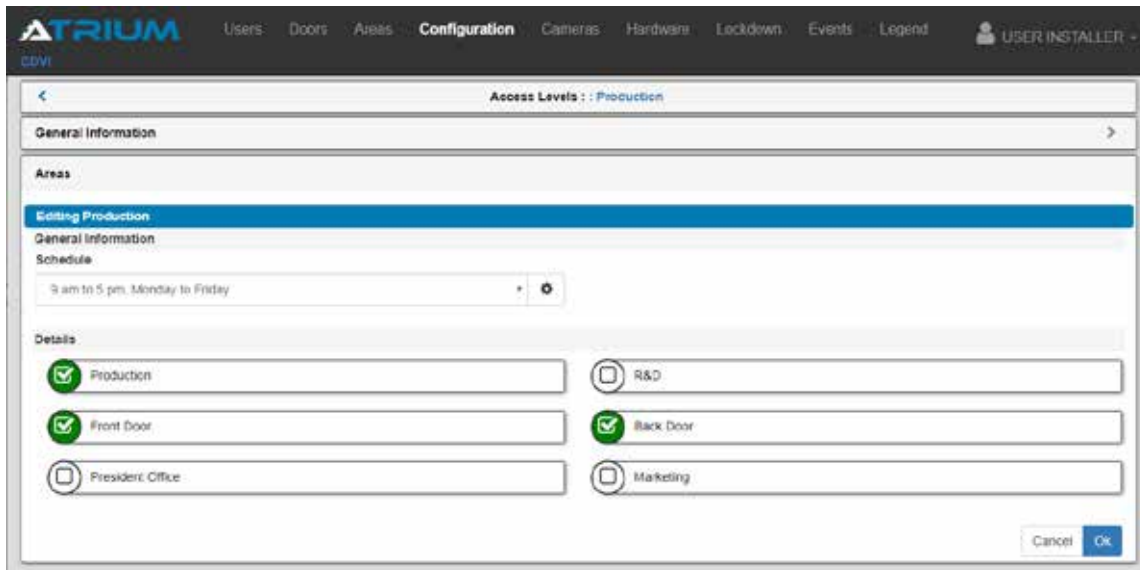 ATRIUM Users Doors Areas Configuration Cameras Hardware Lockdown Events Legend USER INSTALLER
CDVI
Access Levels : : Production
General Information
Areas
Editing Production
General Information
Schedule
9 am to 5 pm, Monday to Friday
Details
Production R&D
Front Door Back Door
President Office Marketing
Cancel Ok